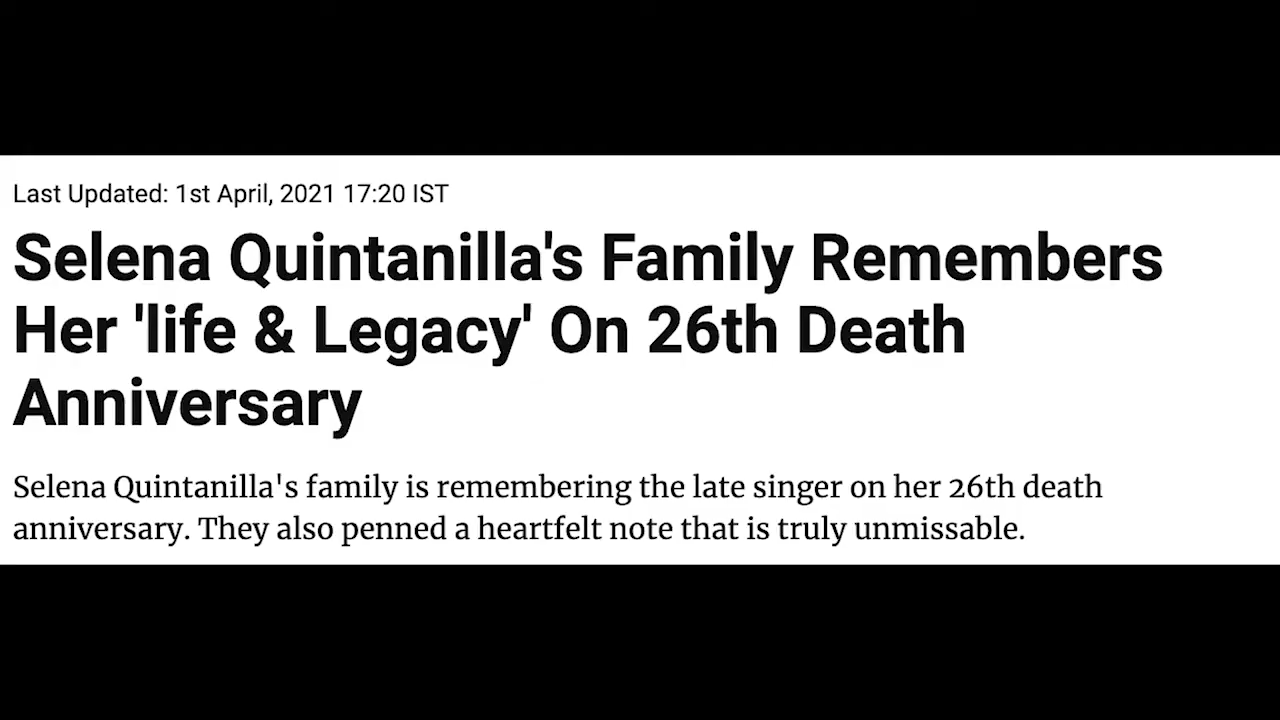 Last Updated: 1st April, 2021 17:20 IST
Selena Quintanilla's Family Remembers
Her 'life & Legacy' On 26th Death
Anniversary
Selena Quintanilla's family is remembering the late singer on her 26th death
anniversary. They also penned a heartfelt note that is truly unmissable.